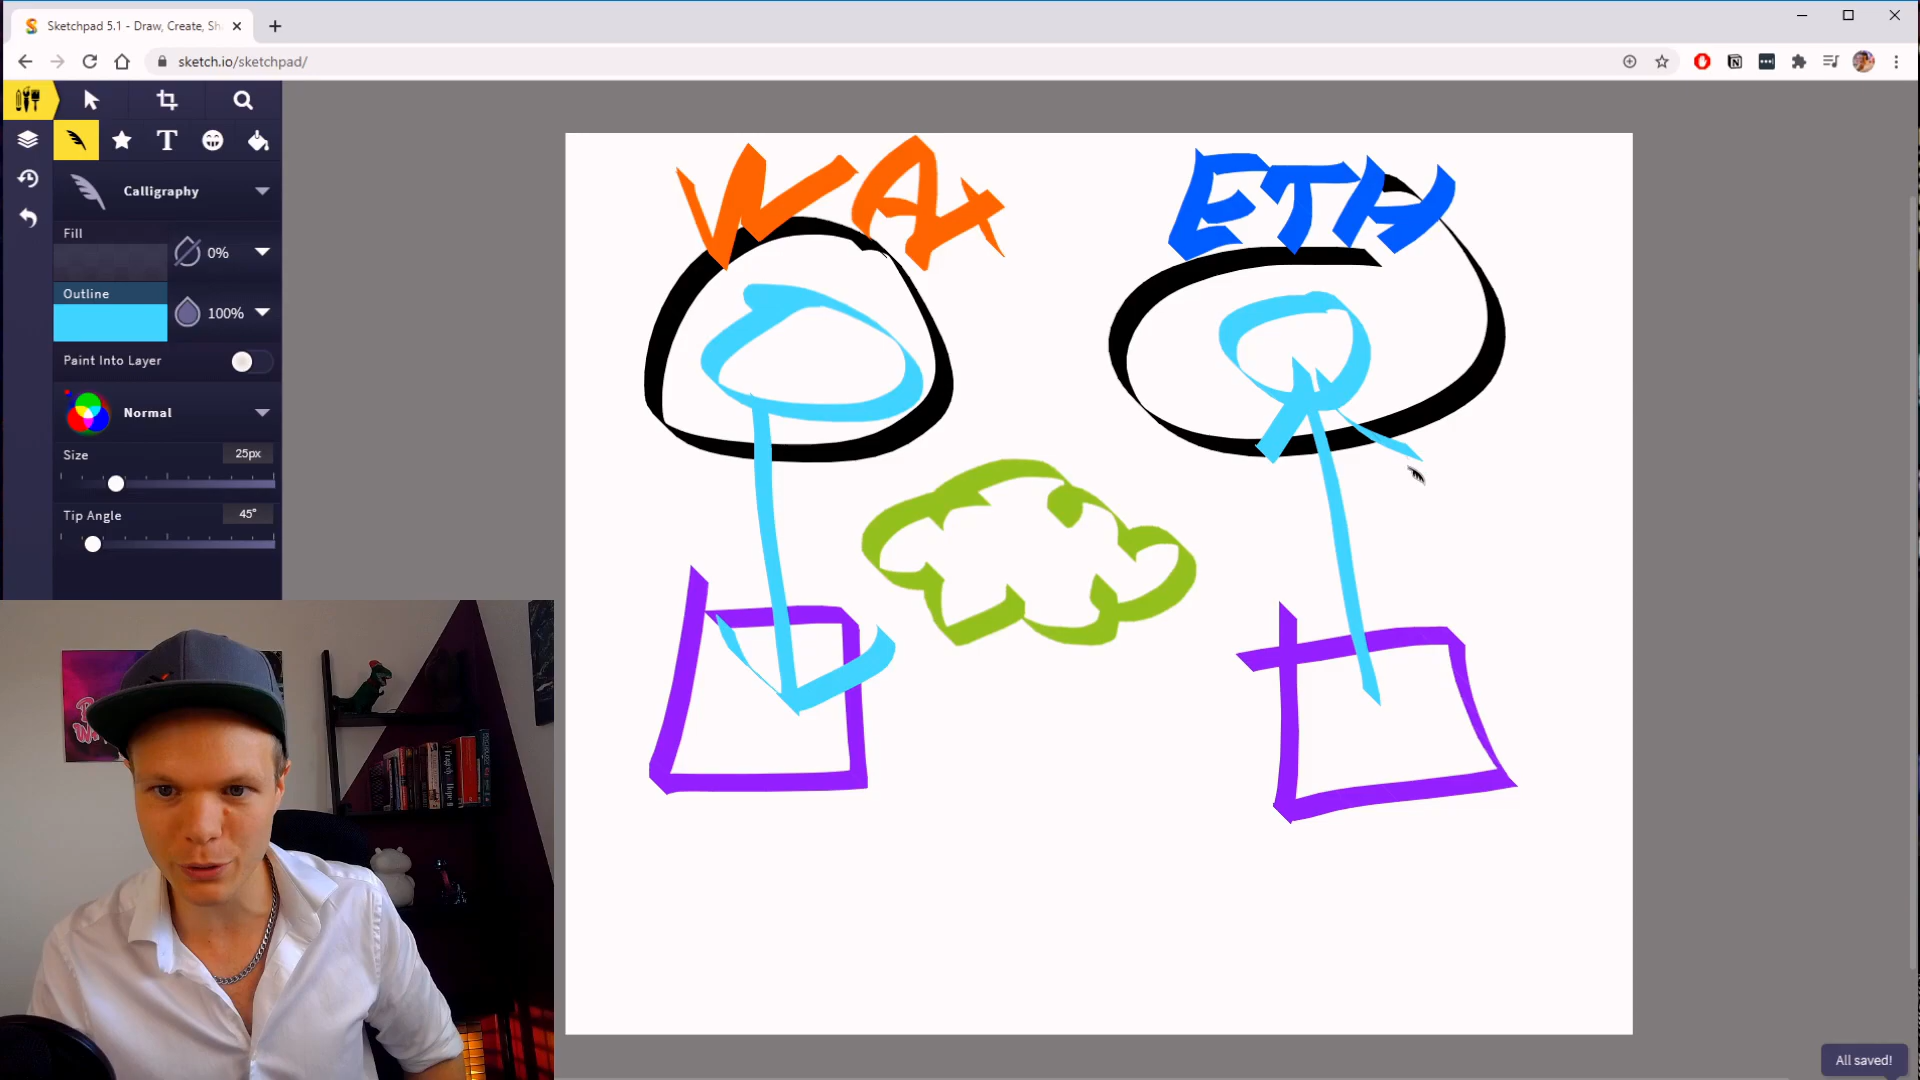 Sketchpad 5.1 - Draw, Create, Sh
sketch.io/sketchpad/
T
Calligraphy
Fill
0%
Outline
100%
Paint Into Layer
Normal
Size
25px
Tip Angle
45°
WAX
ETH
All saved!